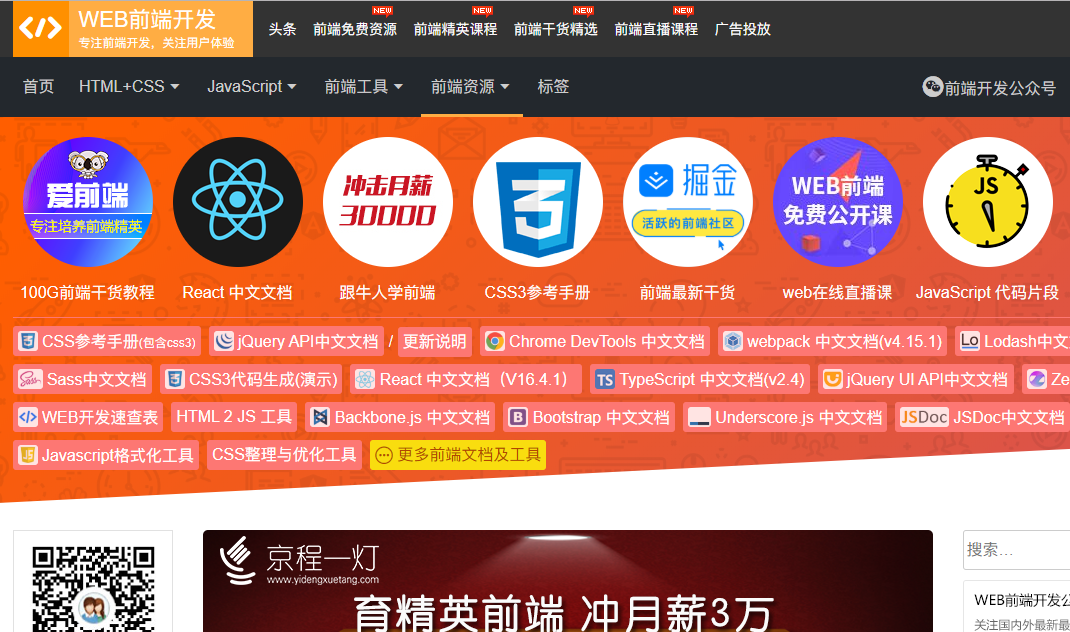 WEB前端开发
专注前端开发，关注用户体验
头条 前端免费资源 NEW 前端精英课程 NEW 前端干货精选 NEW 前端直播课程 NEW 广告投放
首页 HTML+CSS JavaScript 前端工具 前端资源 标签 前端开发公众号
爱前端
专注培养前端精英
冲击月薪
30000
3
掘金
活跃的前端社区
WEB前端
免费公开课
JS
100G前端干货教程 React 中文文档 跟牛人学前端 CSS3参考手册 前端最新干货 web在线直播课 JavaScript 代码片段
CSS参考手册(包含css3) jQuery API中文文档 / 更新说明 Chrome DevTools 中文文档 webpack 中文文档(v4.15.1) Lo Lodash中文
Sass Sass中文文档 CSS3代码生成(演示) React 中文文档（V16.4.1） TS TypeScript 中文文档(v2.4) jQuery UI API中文文档 Ze
WEB开发速查表 HTML 2 JS 工具 Backbone.js 中文文档 B Bootstrap 中文文档 Underscore.js 中文文档 JSDoc JSDoc中文文档
JS Javascript格式化工具 CSS整理与优化工具 更多前端文档及工具
京程一灯
www.yidengxuetang.com
育精英前端 冲月薪3万
搜索...
WEB前端开发公
关注国内外最新最